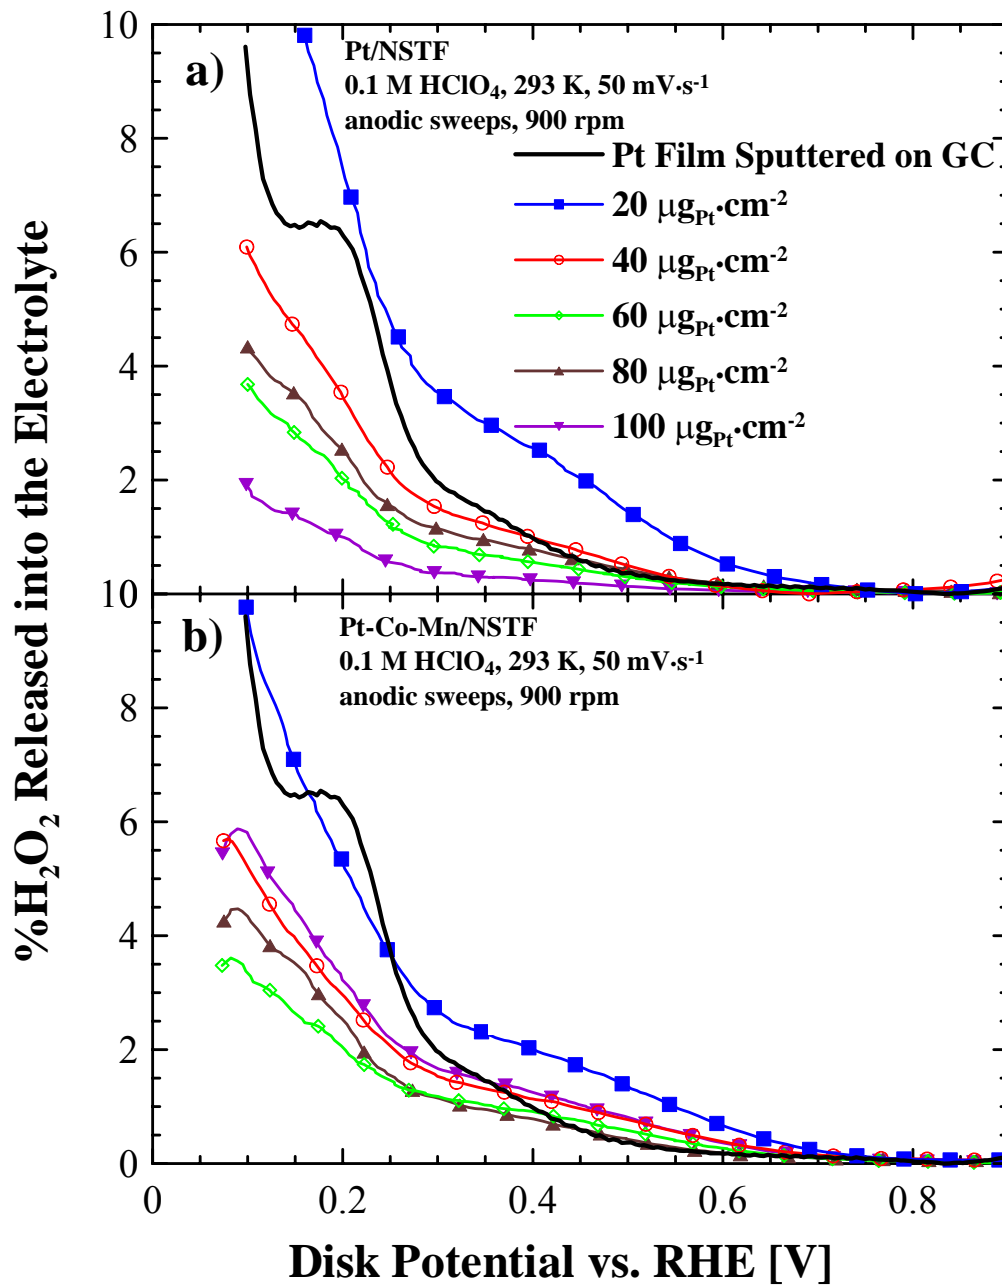 %H₂O₂ Released into the Electrolyte
10
a)
Pt/NSTF
0.1 M HClO₄, 293 K, 50 mV·s⁻¹
anodic sweeps, 900 rpm
Pt Film Sputtered on GC
8
20 μgPt·cm⁻²
6
40 μgPt·cm⁻²
60 μgPt·cm⁻²
4
80 μgPt·cm⁻²
100 μgPt·cm⁻²
2
10
b)
Pt-Co-Mn/NSTF
0.1 M HClO₄, 293 K, 50 mV·s⁻¹
anodic sweeps, 900 rpm
8
6
4
2
0
0 0.2 0.4 0.6 0.8
Disk Potential vs. RHE [V]